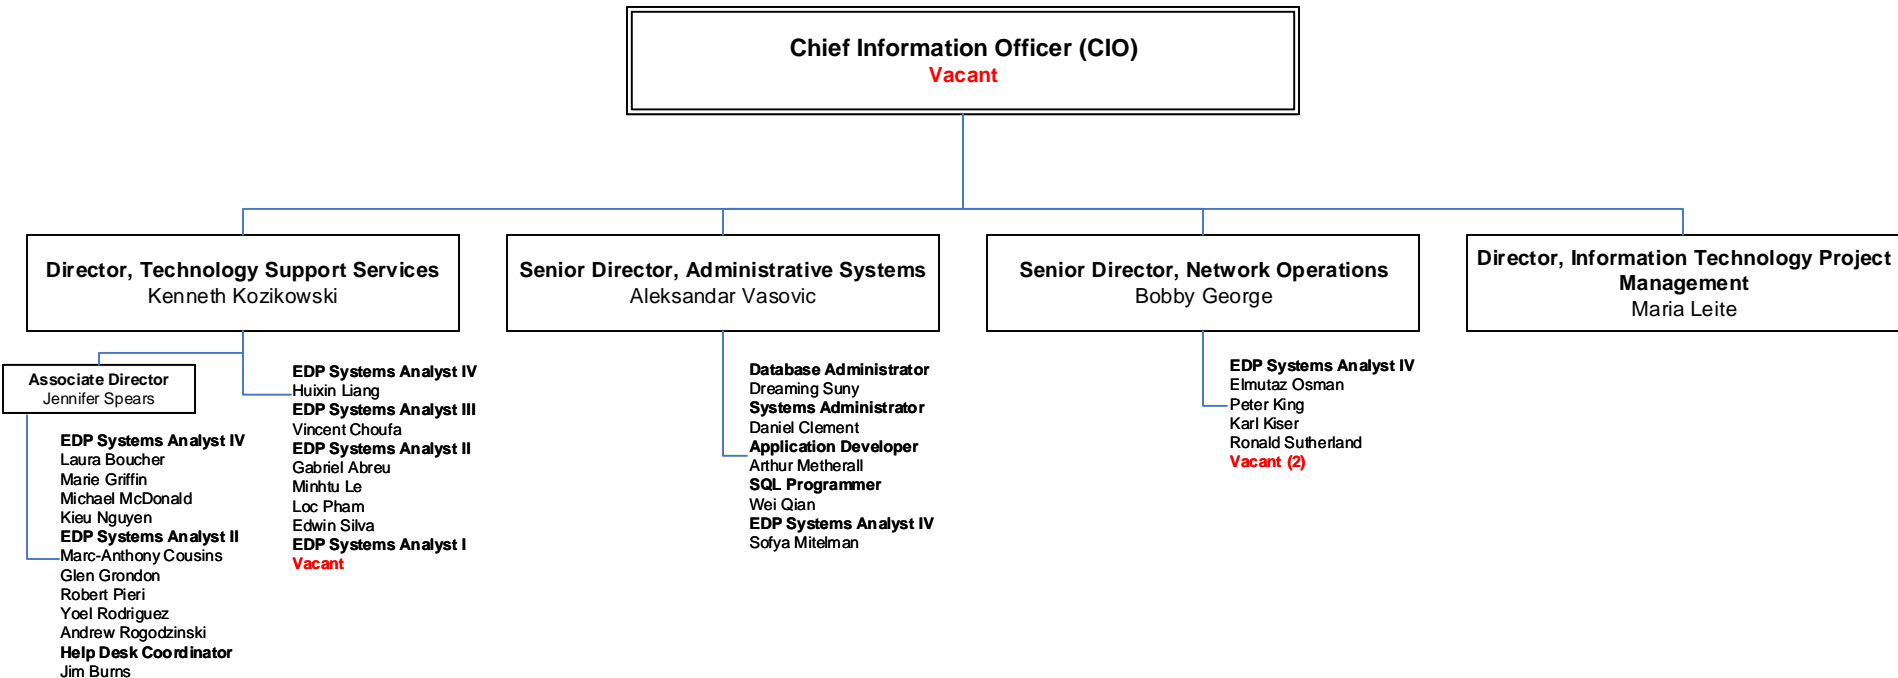 Chief Information Officer (CIO)
Vacant
Director, Technology Support Services
Kenneth Kozikowski
Senior Director, Administrative Systems
Aleksandar Vasovic
Senior Director, Network Operations
Bobby George
Director, Information Technology Project
Management
Maria Leite
Associate Director
Jennifer Spears
EDP Systems Analyst IV
Laura Boucher
Marie Griffin
Michael McDonald
Kieu Nguyen
EDP Systems Analyst II
Marc-Anthony Cousins
Glen Grondon
Robert Pieri
Yoel Rodriguez
Andrew Rogodzinski
Help Desk Coordinator
Jim Burns
EDP Systems Analyst IV
Huixin Liang
EDP Systems Analyst III
Vincent Choufa
EDP Systems Analyst II
Gabriel Abreu
Minhtu Le
Loc Pham
Edwin Silva
EDP Systems Analyst I
Vacant
Database Administrator
Dreaming Suny
Systems Administrator
Daniel Clement
Application Developer
Arthur Metherall
SQL Programmer
Wei Qian
EDP Systems Analyst IV
Sofya Mitelman
EDP Systems Analyst IV
Elmutaz Osman
Peter King
Karl Kiser
Ronald Sutherland
Vacant (2)